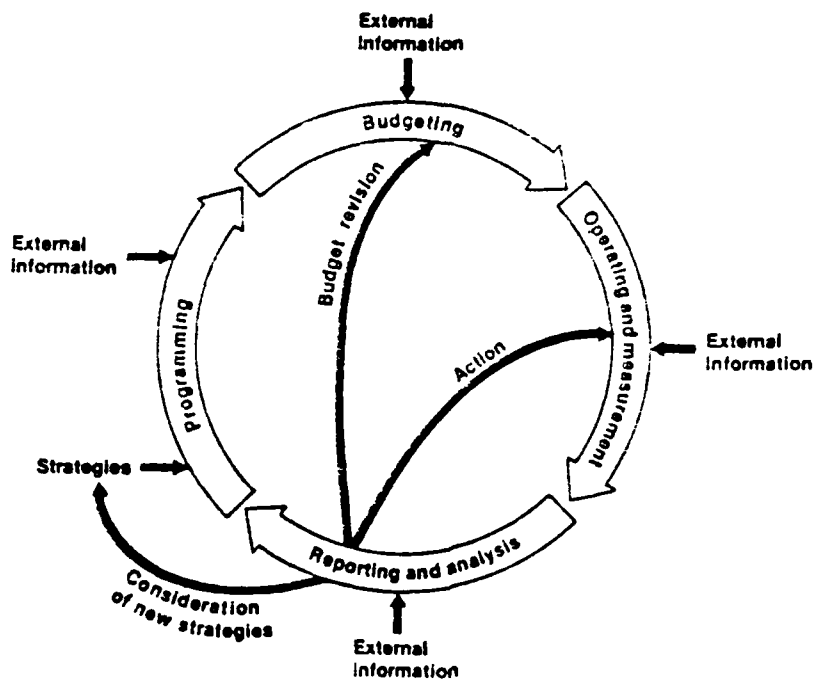 External
Information
Budgeting
Budget revision
Operating and measurement
External
Information
Programming
Action
External
Information
Strategies
Reporting and analysis
Consideration
of new strategies
External
Information